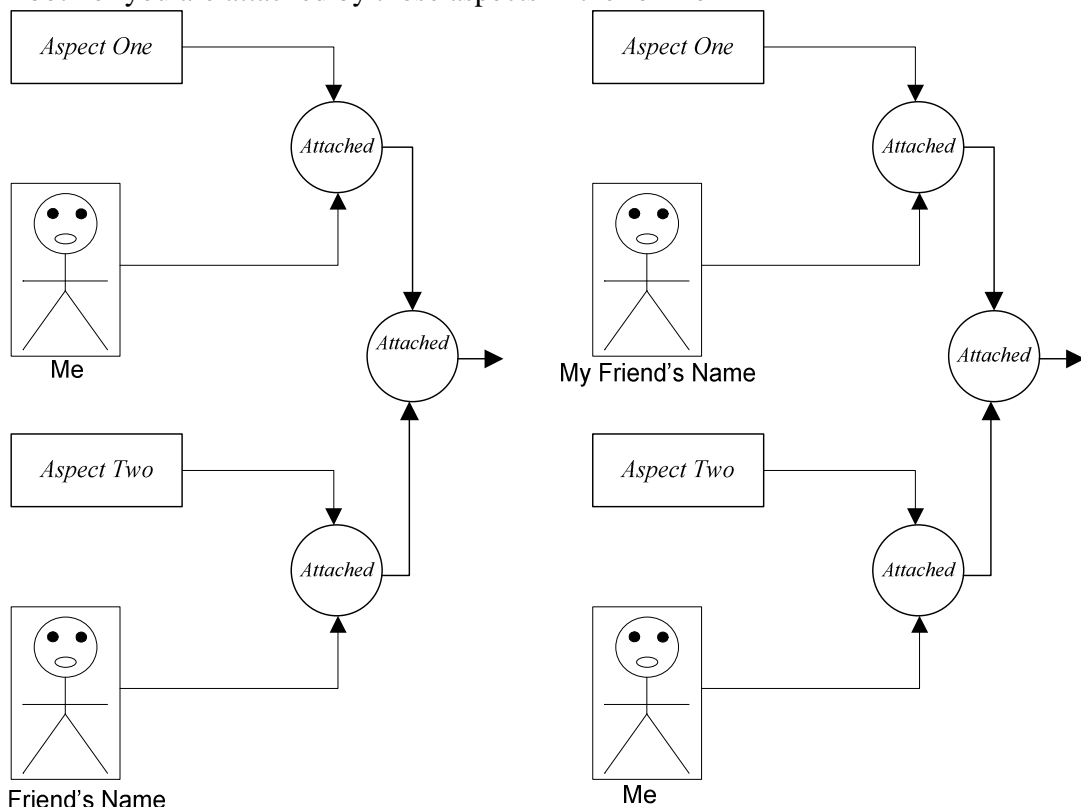 Aspect One
Attached
Me
Attached
Aspect Two
Attached
Friend's Name
Aspect One
Attached
My Friend's Name
Attached
Aspect Two
Attached
Me